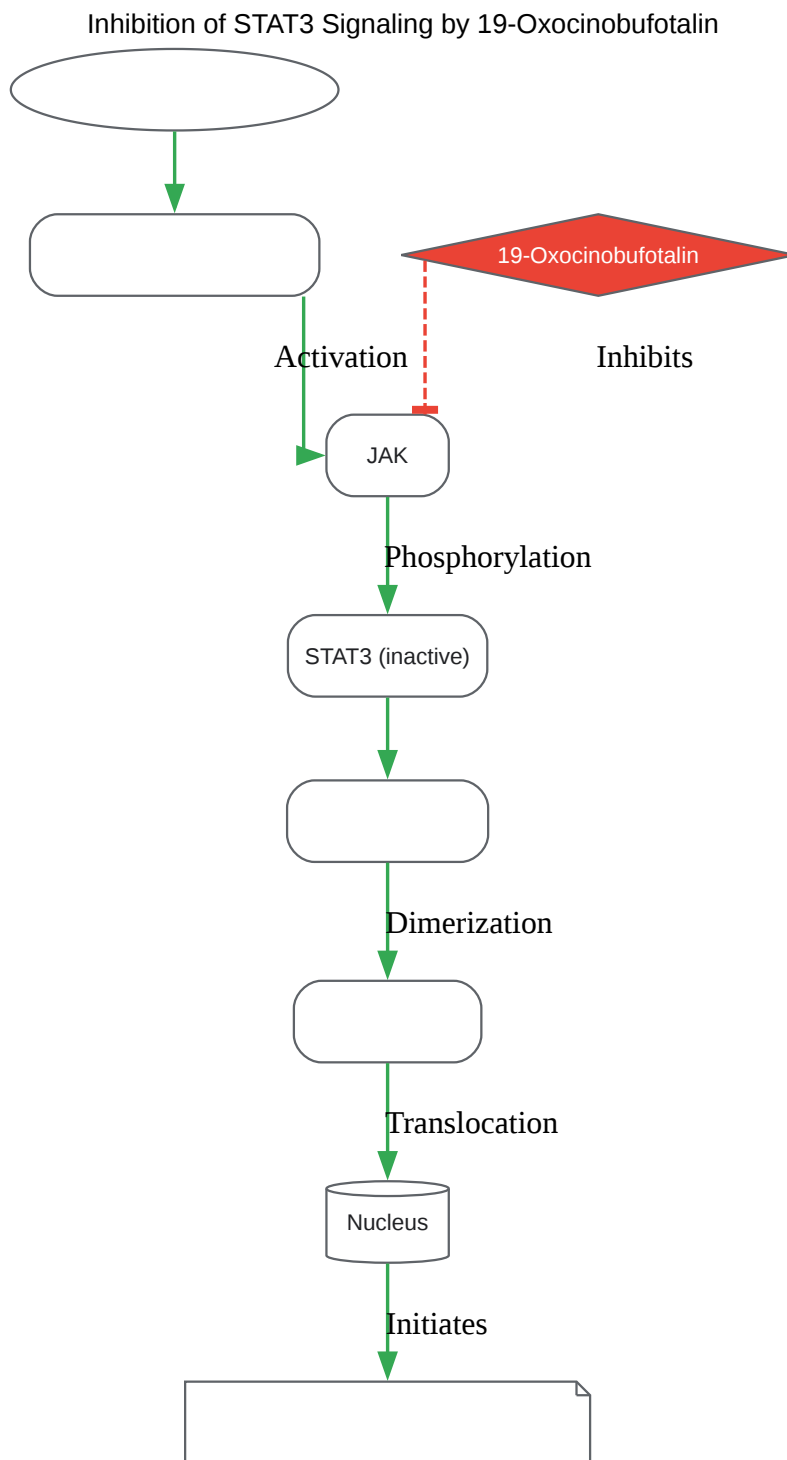 Inhibition of STAT3 Signaling by 19-Oxocinobufotalin
19-Oxocinobufotalin
Activation
Inhibits
JAK
Phosphorylation
STAT3 (inactive)
Dimerization
Translocation
Nucleus
Initiates